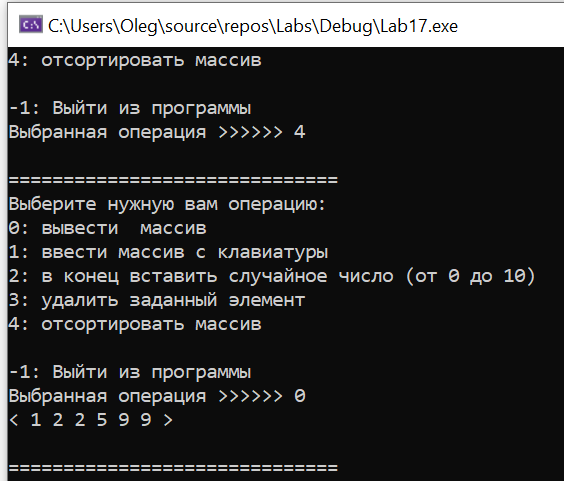 C:\Users\Oleg\source\repos\Labs\Debug\Lab17.exe
4: отсортировать массив
-1: Выйти из программы
Выбранная операция >>>>>> 4
==============================
Выберите нужную вам операцию:
0: вывести  массив
1: ввести массив с клавиатуры
2: в конец вставить случайное число (от 0 до 10)
3: удалить заданный элемент
4: отсортировать массив
-1: Выйти из программы
Выбранная операция >>>>>> 0
< 1 2 2 5 9 9 >
==============================